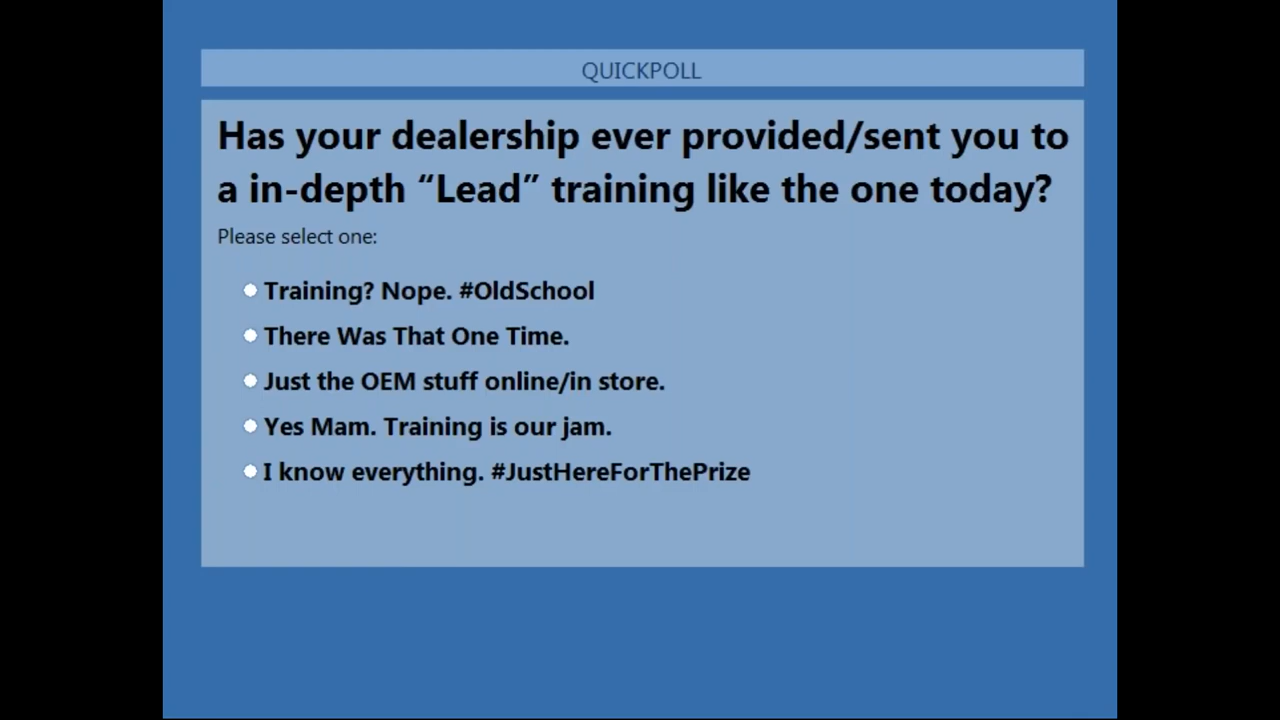 QUICKPOLL
Has your dealership ever provided/sent you to
a in-depth “Lead” training like the one today?
Please select one:
Training? Nope. #OldSchool
There Was That One Time.
Just the OEM stuff online/in store.
Yes Mam. Training is our jam.
I know everything. #JustHereForThePrize